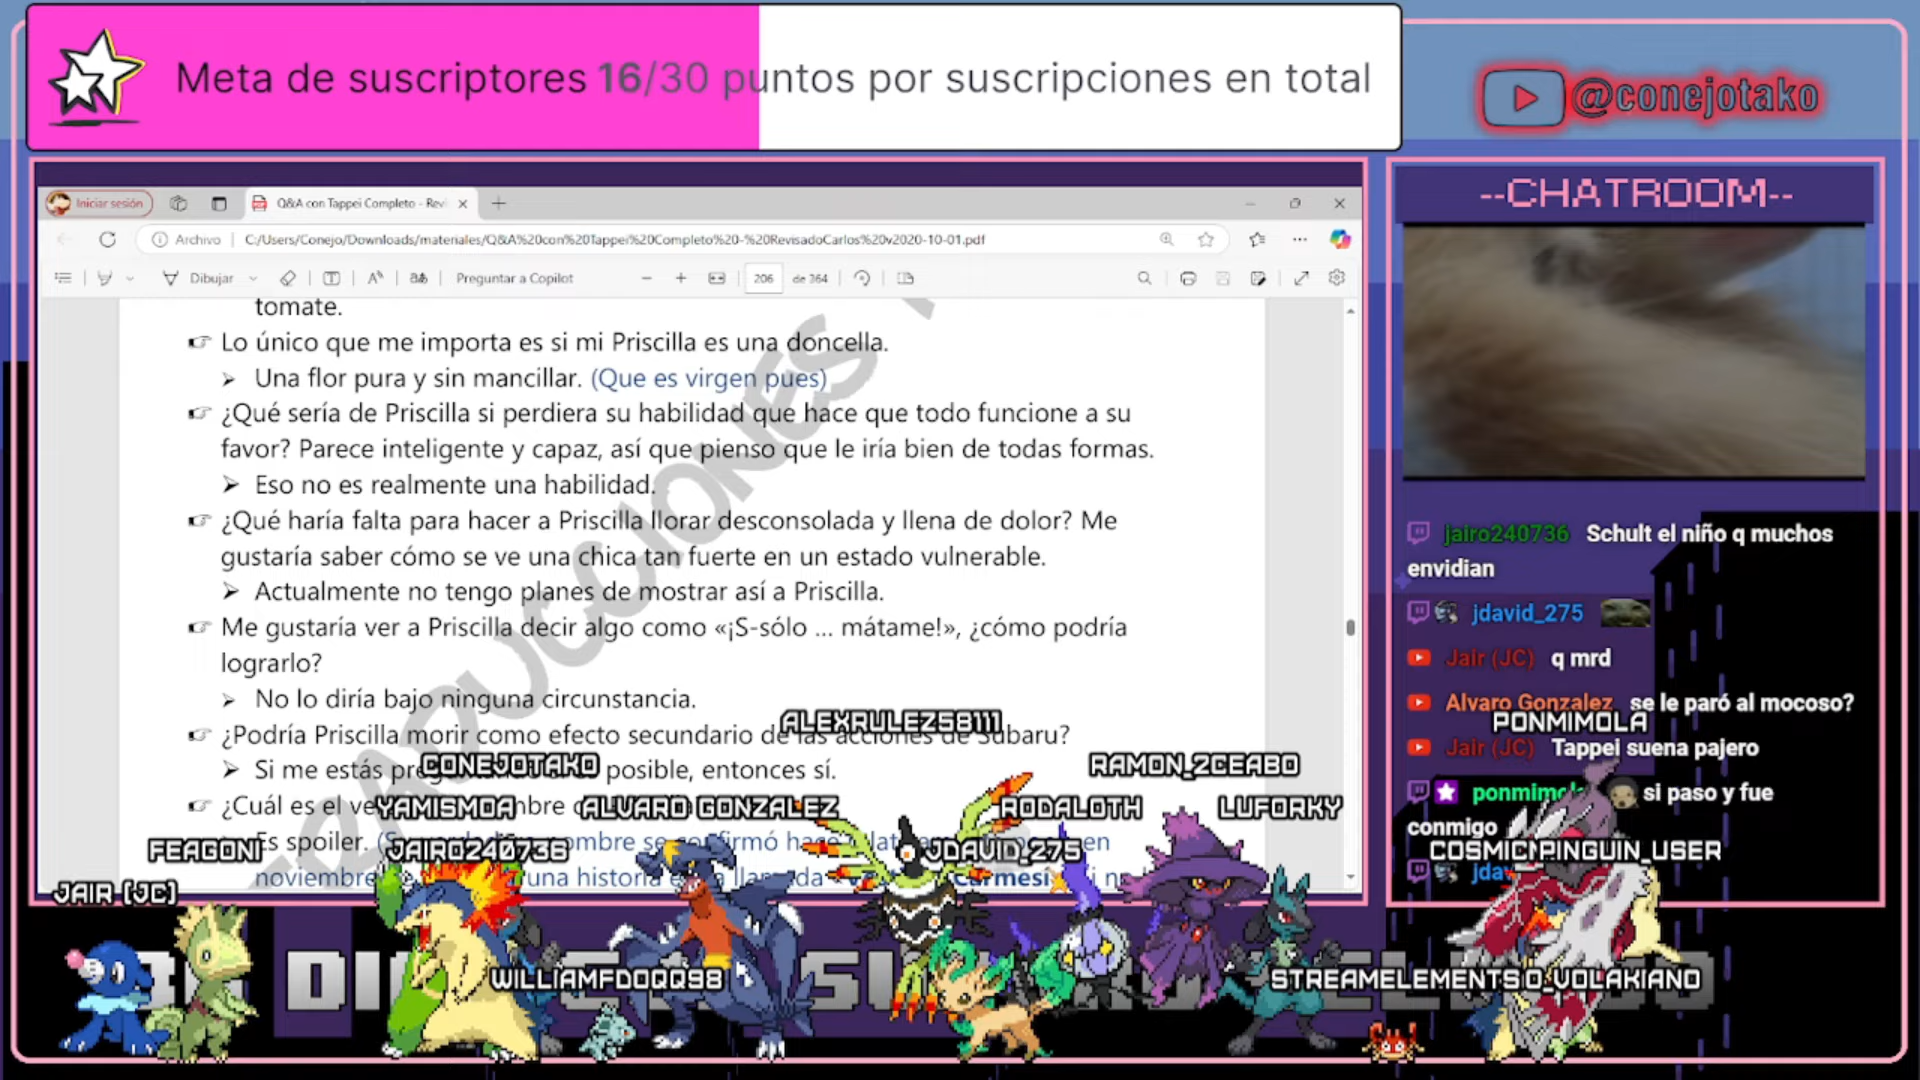 Meta de suscriptores 16/30 puntos por suscripciones en total
@conejotako
--CHATROOM--
Iniciar sesión
Q&A con Tappei Completo - Revi
Archivo
C:/Users/Conejo/Downloads/materiales/Q&A%20con%20Tappei%20Completo%20-%20RevisadoCarlos%20v2020-10-01.pdf
Dibujar
Preguntar a Copilot
206
de 364
tomate.
Lo único que me importa es si mi Priscilla es una doncella.
Una flor pura y sin mancillar. (Que es virgen pues)
¿Qué sería de Priscilla si perdiera su habilidad que hace que todo funcione a su
favor? Parece inteligente y capaz, así que pienso que le iría bien de todas formas.
Eso no es realmente una habilidad.
¿Qué haría falta para hacer a Priscilla llorar desconsolada y llena de dolor? Me
gustaría saber cómo se ve una chica tan fuerte en un estado vulnerable.
Actualmente no tengo planes de mostrar así a Priscilla.
Me gustaría ver a Priscilla decir algo como «¡S-sólo ... mátame!», ¿cómo podría
lograrlo?
No lo diría bajo ninguna circunstancia.
¿Podría Priscilla morir como efecto secundario de las acciones de Subaru?
Si me estás posible, entonces sí.
¿Cuál es el
Es spoiler.
noviembre una historia
TRADUCCIONES
jairo240736 Schult el niño q muchos
envidian
jdavid_275
Jair (JC) q mrd
Alvaro Gonzalez se le paró al mocoso?
Jair (JC) Tappei suena pajero
ponmimola si paso y fue
conmigo
ALEXRULEZ58111
PONMIMOLA
CONEJOTAKO
RAMON_2CEABO
YAMISMOA
ALVARO GONZALEZ
RODALOTH
LUFORKY
FEAGONI
JAIRO240736
JDAVID_275
COSMICMPINGUIN_USER
JAIR (JC)
WILLIAMFDOQQ98
STREAMELEMENTS
O_VOLAKIANO